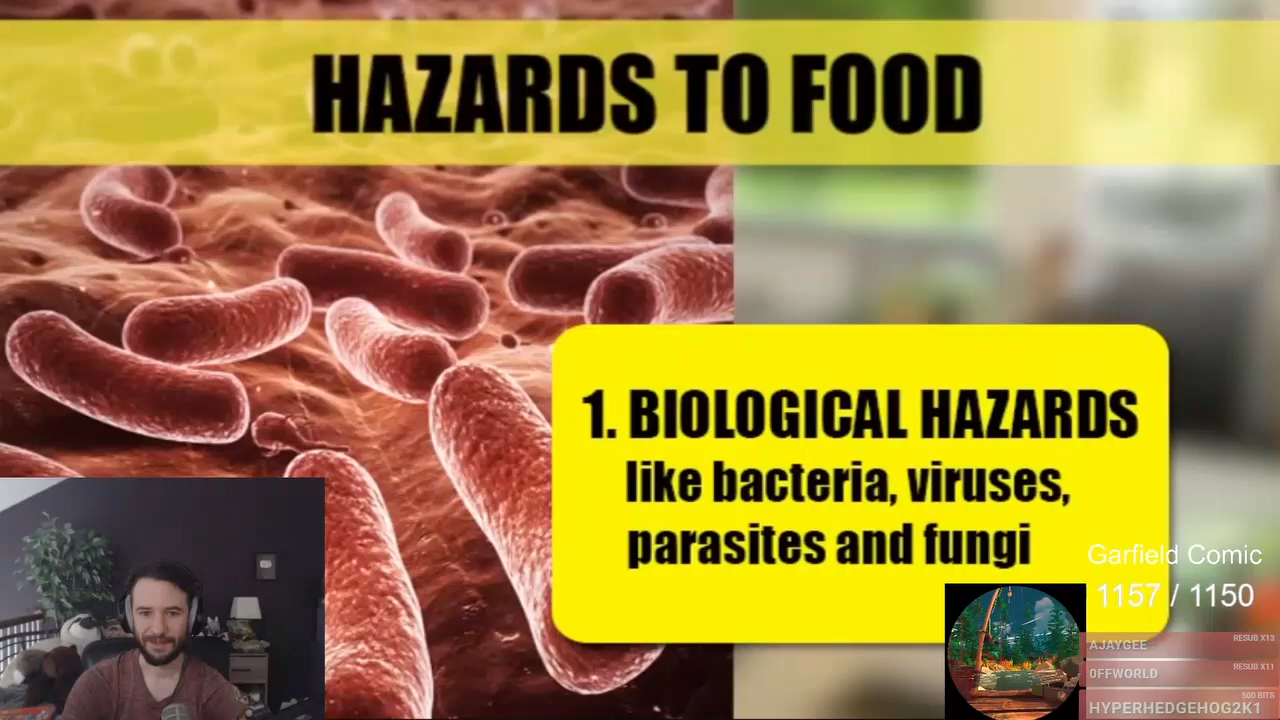 HAZARDS TO FOOD
1. BIOLOGICAL HAZARDS
like bacteria, viruses,
parasites and fungi
Garfield Comic
1157 / 1150
RESUB X13
AJAYGEE
RESUB X11
0FFWORLD
500 BITS
HYPERHEDGEHOG2K1